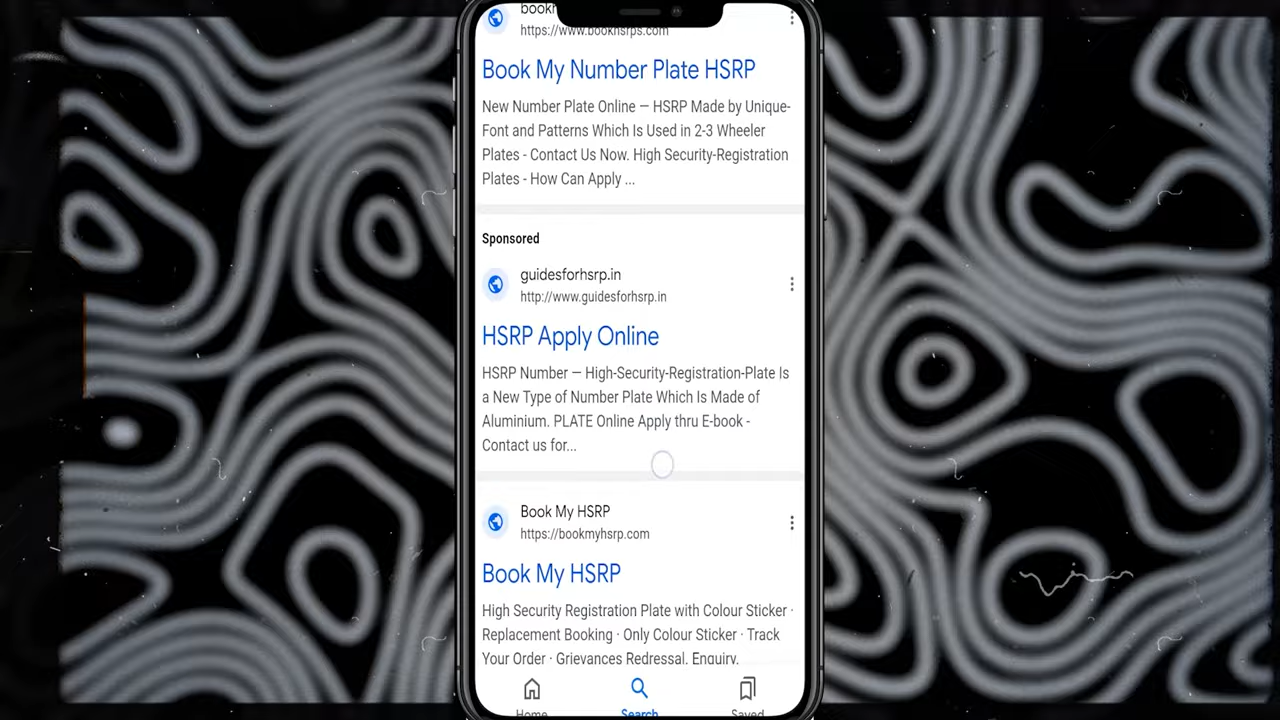 https://www.bookhsrps.com
Book My Number Plate HSRP
New Number Plate Online — HSRP Made by Unique-
Font and Patterns Which Is Used in 2-3 Wheeler
Plates - Contact Us Now. High Security-Registration
Plates - How Can Apply ...
Sponsored
guidesforhsrp.in
http://www.guidesforhsrp.in
HSRP Apply Online
HSRP Number — High-Security-Registration-Plate Is
a New Type of Number Plate Which Is Made of
Aluminium. PLATE Online Apply thru E-book -
Contact us for...
Book My HSRP
https://bookmyhsrp.com
Book My HSRP
High Security Registration Plate with Colour Sticker ·
Replacement Booking · Only Colour Sticker · Track
Your Order · Grievances Redressal. Enquiry.
Home Search Saved